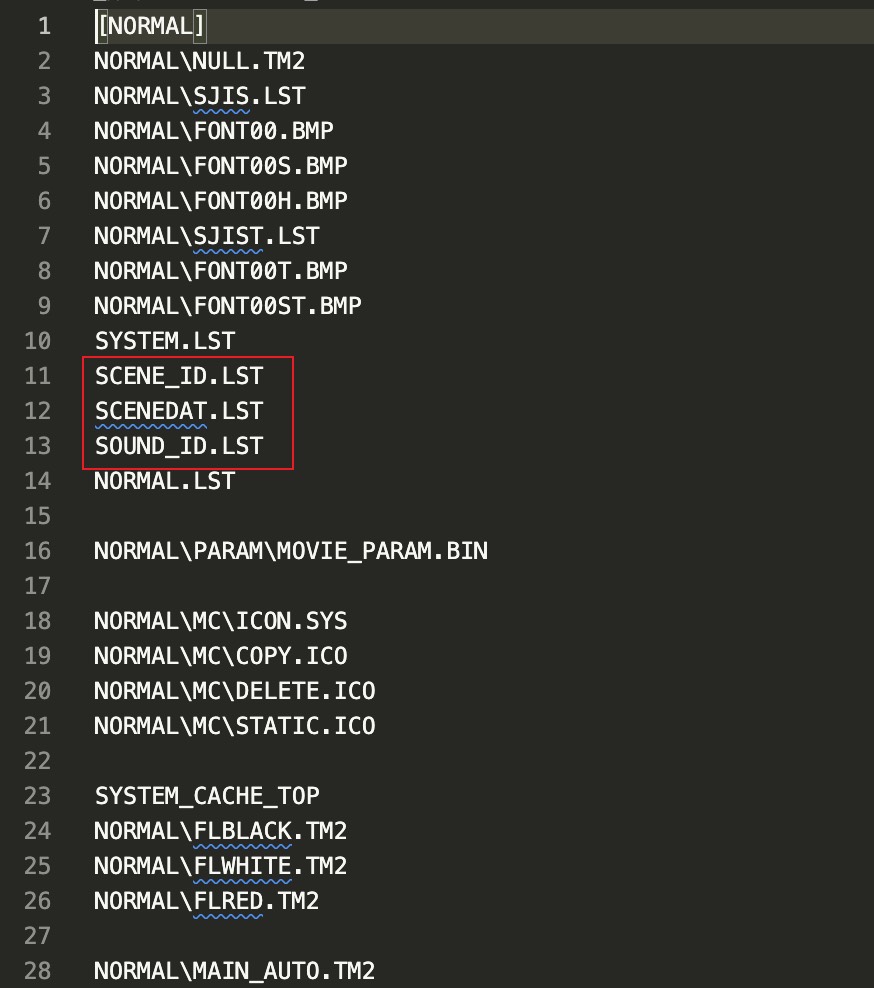 1 [NORMAL]
2 NORMAL\NULL.TM2
3 NORMAL\SJIS.LST
4 NORMAL\FONT00.BMP
5 NORMAL\FONT00S.BMP
6 NORMAL\FONT00H.BMP
7 NORMAL\SJIST.LST
8 NORMAL\FONT00T.BMP
9 NORMAL\FONT00ST.BMP
10 SYSTEM.LST
11 SCENE_ID.LST
12 SCENEDAT.LST
13 SOUND_ID.LST
14 NORMAL.LST
15
16 NORMAL\PARAM\MOVIE_PARAM.BIN
17
18 NORMAL\MC\ICON.SYS
19 NORMAL\MC\COPY.ICO
20 NORMAL\MC\DELETE.ICO
21 NORMAL\MC\STATIC.ICO
22
23 SYSTEM_CACHE_TOP
24 NORMAL\FLBLACK.TM2
25 NORMAL\FLWHITE.TM2
26 NORMAL\FLRED.TM2
27
28 NORMAL\MAIN_AUTO.TM2